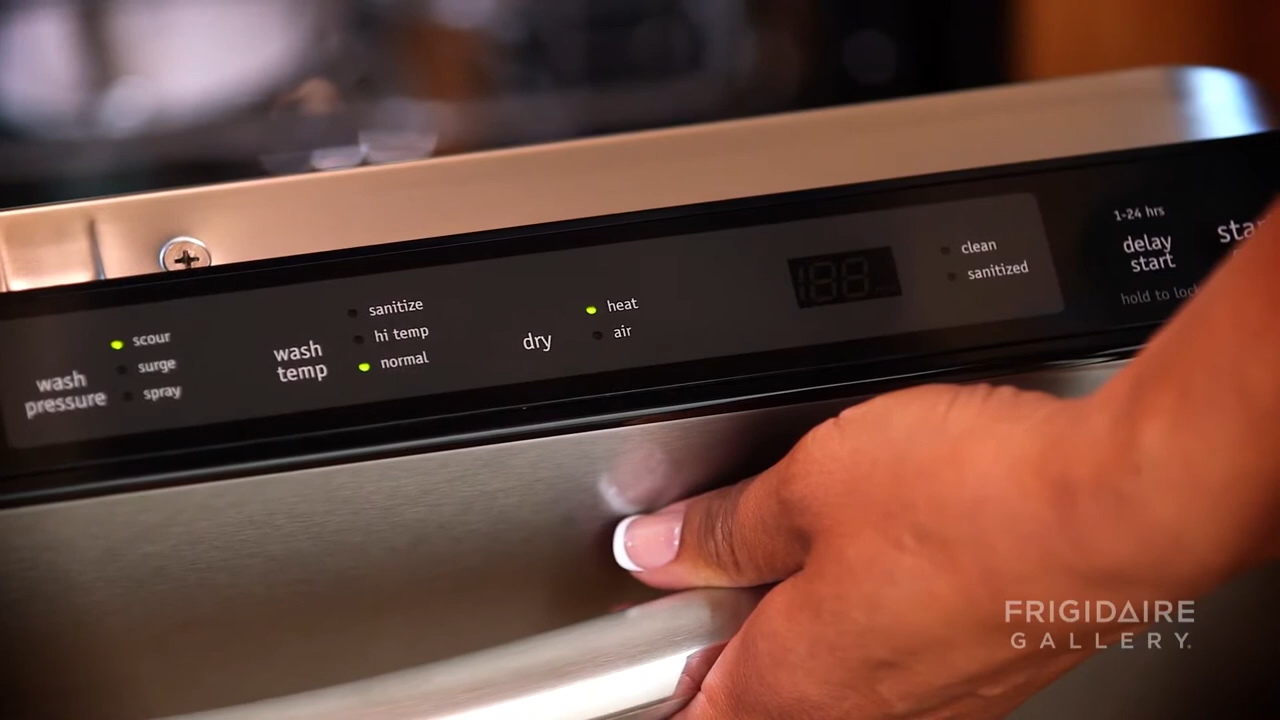 scour
surge
spray
wash
pressure
sanitize
hi temp
normal
wash
temp
heat
air
dry
188
clean
sanitized
1-24 hrs
delay
start
hold to lock
FRIGIDAIRE
GALLERY